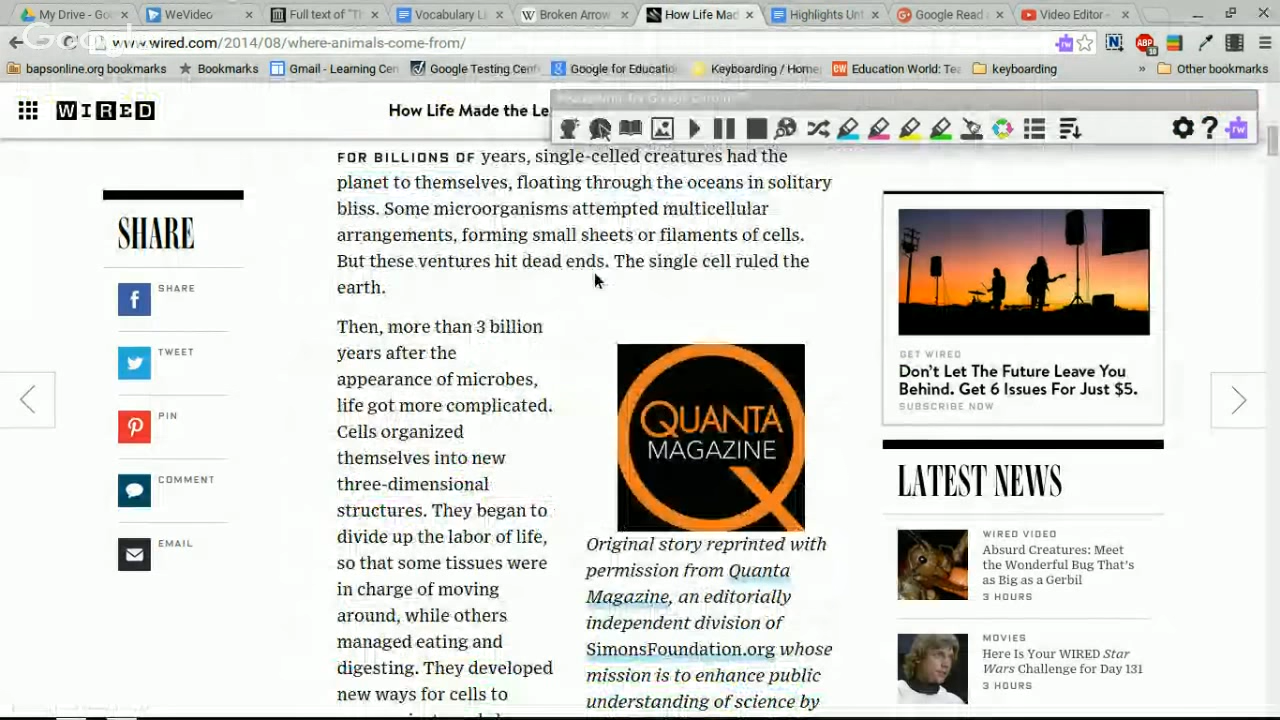 My Drive - Go
WeVideo
Full text of "Th
Vocabulary Li
Broken Arrow
How Life Mad
Highlights Unt
Google Read a
Video Editor -
www.wired.com/2014/08/where-animals-come-from/
bapsonline.org bookmarks
Bookmarks
Gmail - Learning Cen
Google Testing Cent
Google for Educatio
Keyboarding / Home
Education World: Tea
keyboarding
»
Other bookmarks
WIRED
How Life Made the Le
rw
FOR BILLIONS OF years, single-celled creatures had the
planet to themselves, floating through the oceans in solitary
bliss. Some microorganisms attempted multicellular
arrangements, forming small sheets or filaments of cells.
But these ventures hit dead ends. The single cell ruled the
earth.
Then, more than 3 billion
years after the
appearance of microbes,
life got more complicated.
Cells organized
themselves into new
three-dimensional
structures. They began to
divide up the labor of life,
so that some tissues were
in charge of moving
around, while others
managed eating and
digesting. They developed
new ways for cells to
QUANTA
MAGAZINE
Original story reprinted with
permission from Quanta
Magazine, an editorially
independent division of
SimonsFoundation.org whose
mission is to enhance public
understanding of science by
SHARE
SHARE
TWEET
PIN
COMMENT
EMAIL
GET WIRED
Don't Let The Future Leave You
Behind. Get 6 Issues For Just $5.
SUBSCRIBE NOW
LATEST NEWS
WIRED VIDEO
Absurd Creatures: Meet
the Wonderful Bug That's
as Big as a Gerbil
3 HOURS
MOVIES
Here Is Your WIRED Star
Wars Challenge for Day 131
3 HOURS